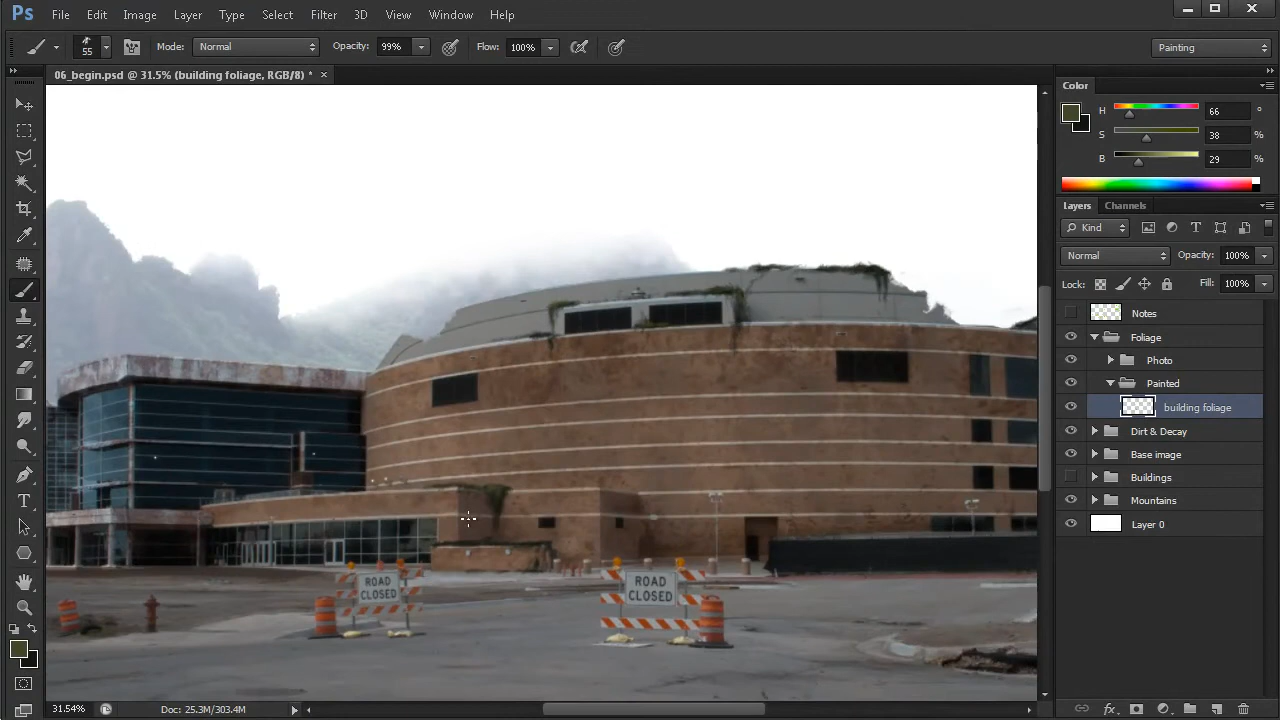 Ps File Edit Image Layer Type Select Filter 3D View Window Help
55 Mode: Normal Opacity: 99% Flow: 100% Painting
06_begin.psd @ 31.5% (building foliage, RGB/8) * ×
Color
H 66 °
S 38 %
B 29 %
Layers Channels
Kind
Normal Opacity: 100%
Lock: Fill: 100%
Notes
Foliage
Photo
Painted
building foliage
Dirt & Decay
Base image
Buildings
Mountains
Layer 0
ROAD
CLOSED
ROAD
CLOSED
31.54% Doc: 25.3M/303.4M